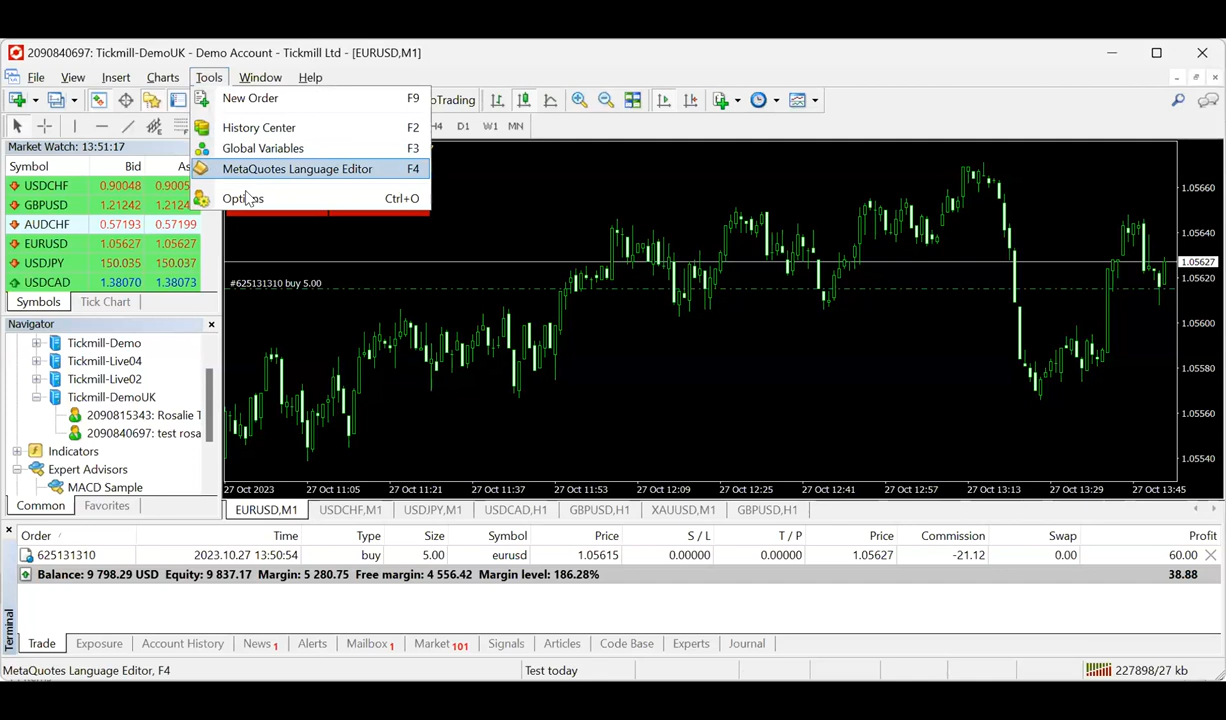 2090840697: Tickmill-DemoUK - Demo Account - Tickmill Ltd - [EURUSD,M1]
File View Insert Charts Tools Window Help
New Order F9
oTrading
History Center F2
H4 D1 W1 MN
Global Variables F3
MetaQuotes Language Editor F4
Options Ctrl+O
Market Watch: 13:51:17
Symbol Bid As
USDCHF 0.90048 0.9005
GBPUSD 1.21242 1.2124
AUDCHF 0.57193 0.57199
EURUSD 1.05627 1.05627
USDJPY 150.035 150.037
USDCAD 1.38070 1.38073
Symbols Tick Chart
Navigator
Tickmill-Demo
Tickmill-Live04
Tickmill-Live02
Tickmill-DemoUK
2090815343: Rosalie T
2090840697: test rosa
Indicators
Expert Advisors
MACD Sample
Common Favorites
#625131310 buy 5.00
1.05660
1.05640
1.05627
1.05620
1.05600
1.05580
1.05560
1.05540
27 Oct 2023 27 Oct 11:05 27 Oct 11:21 27 Oct 11:37 27 Oct 11:53 27 Oct 12:09 27 Oct 12:25 27 Oct 12:41 27 Oct 12:57 27 Oct 13:13 27 Oct 13:29 27 Oct 13:45
EURUSD,M1 USDCHF,M1 USDJPY,M1 USDCAD,H1 GBPUSD,H1 XAUUSD,M1 GBPUSD,H1
Order Time Type Size Symbol Price S / L T / P Price Commission Swap Profit
625131310 2023.10.27 13:50:54 buy 5.00 eurusd 1.05615 0.00000 0.00000 1.05627 -21.12 0.00 60.00
Balance: 9 798.29 USD Equity: 9 837.17 Margin: 5 280.75 Free margin: 4 556.42 Margin level: 186.28% 38.88
Terminal
Trade Exposure Account History News 1 Alerts Mailbox 1 Market 101 Signals Articles Code Base Experts Journal
MetaQuotes Language Editor, F4 Test today 227898/27 kb